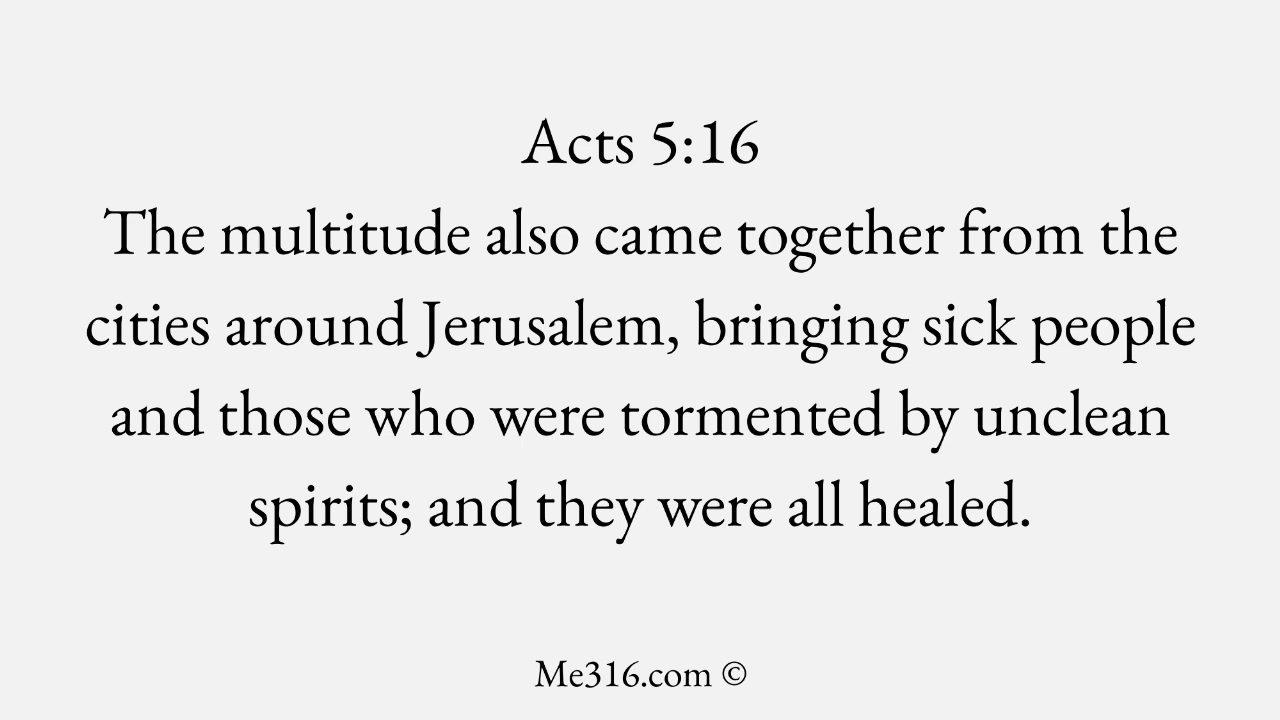 Acts 5:16
The multitude also came together from the
cities around Jerusalem, bringing sick people
and those who were tormented by unclean
spirits; and they were all healed.
Me316.com ©